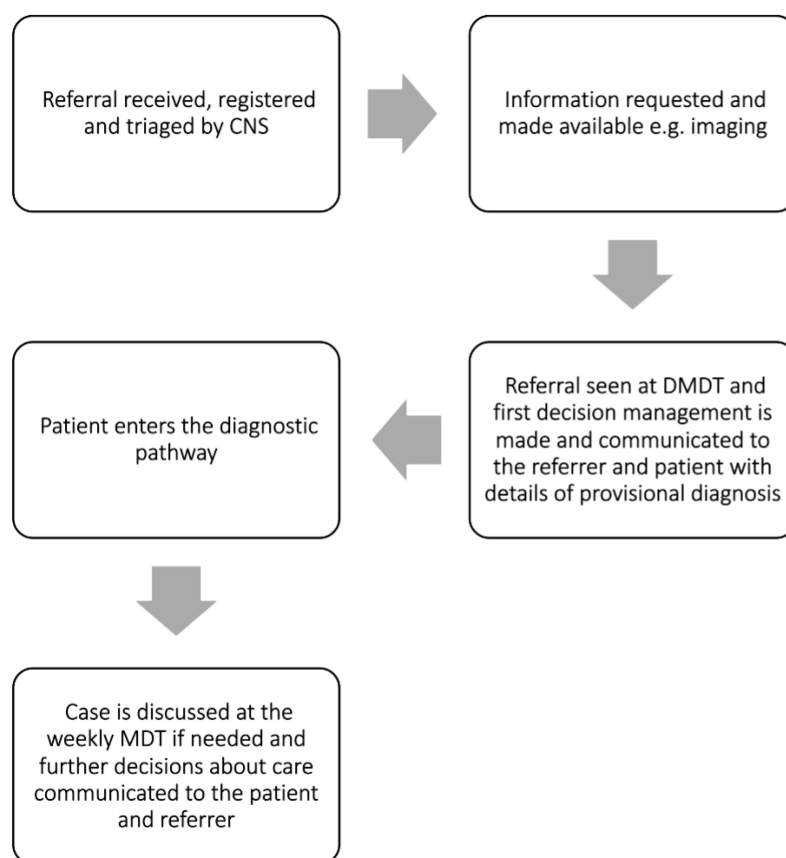 Referral received, registered
and triaged by CNS
Information requested and
made available e.g. imaging
Referral seen at DMDT and
first decision management is
made and communicated to
the referrer and patient with
details of provisional diagnosis
Patient enters the diagnostic
pathway
Case is discussed at the
weekly MDT if needed and
further decisions about care
communicated to the patient
and referrer